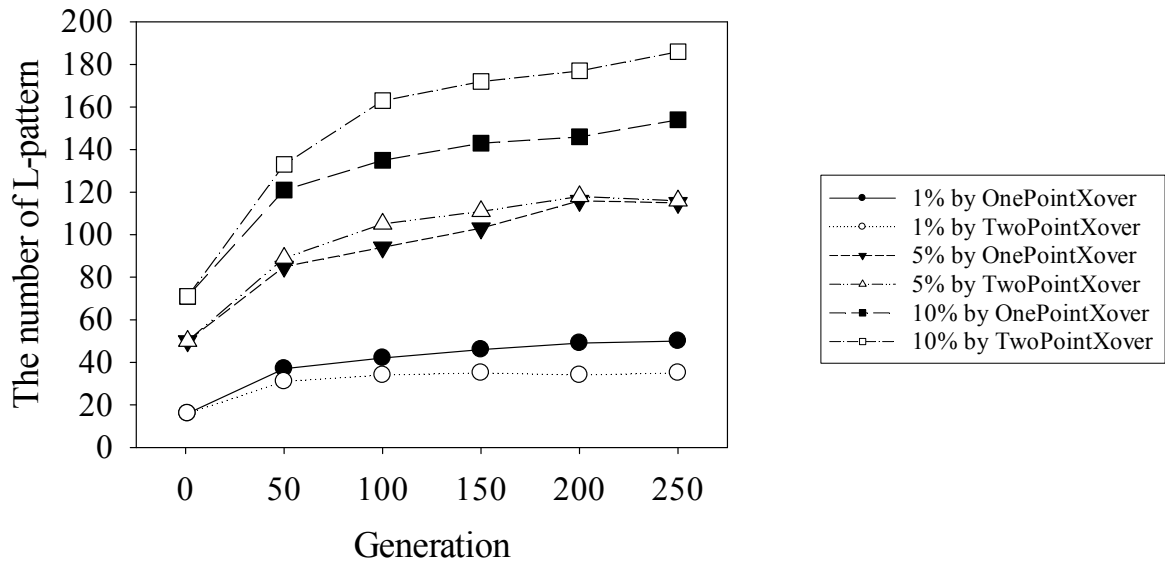 The number of L-pattern
200
180
160
140
120
100
80
60
40
20
0
0 50 100 150 200 250
Generation
1% by OnePointXover
1% by TwoPointXover
5% by OnePointXover
5% by TwoPointXover
10% by OnePointXover
10% by TwoPointXover